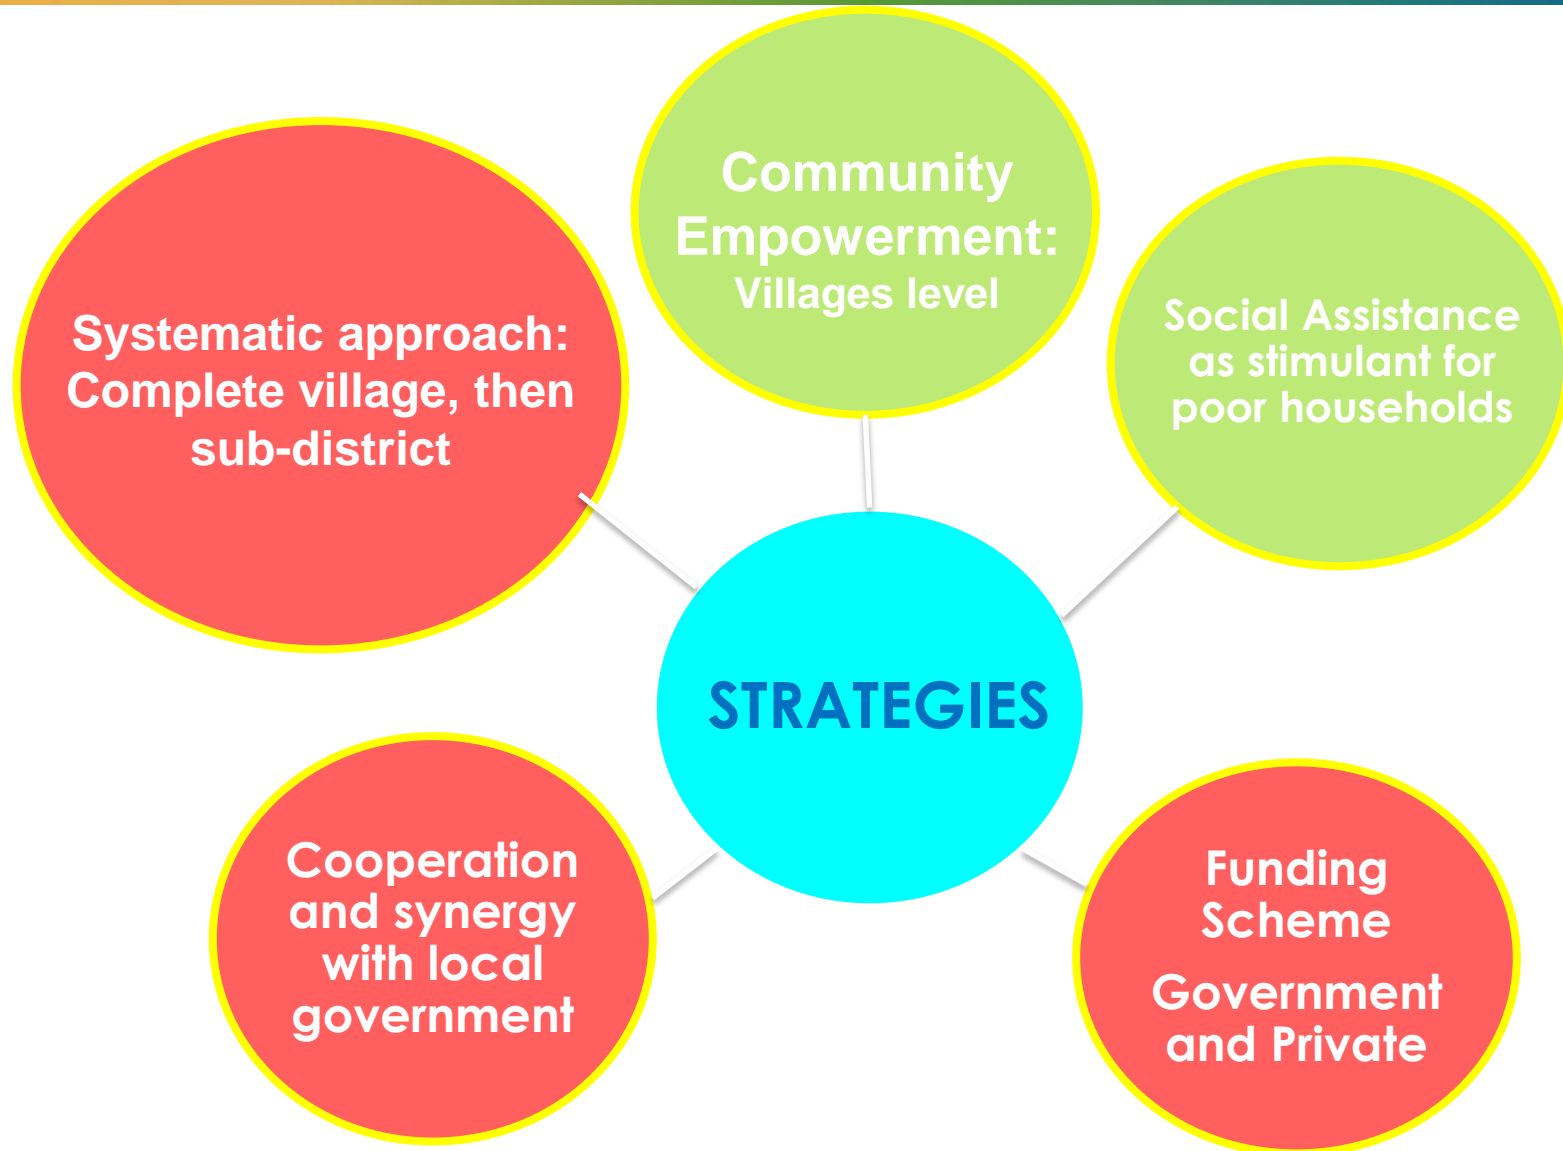 Community
Empowerment:
Villages level
Systematic approach:
Complete village, then
sub-district
Social Assistance
as stimulant for
poor households
STRATEGIES
Cooperation
and synergy
with local
government
Funding
Scheme
Government
and Private